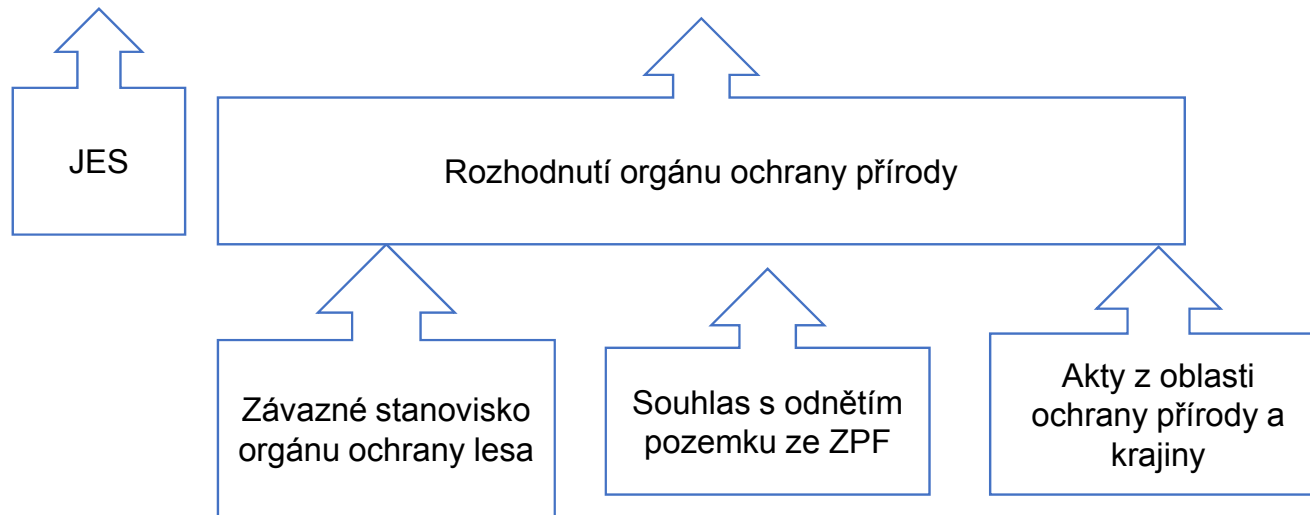 JES
Rozhodnutí orgánu ochrany přírody
Závazné stanovisko
orgánu ochrany lesa
Souhlas s odnětím
pozemku ze ZPF
Akty z oblasti
ochrany přírody a
krajiny